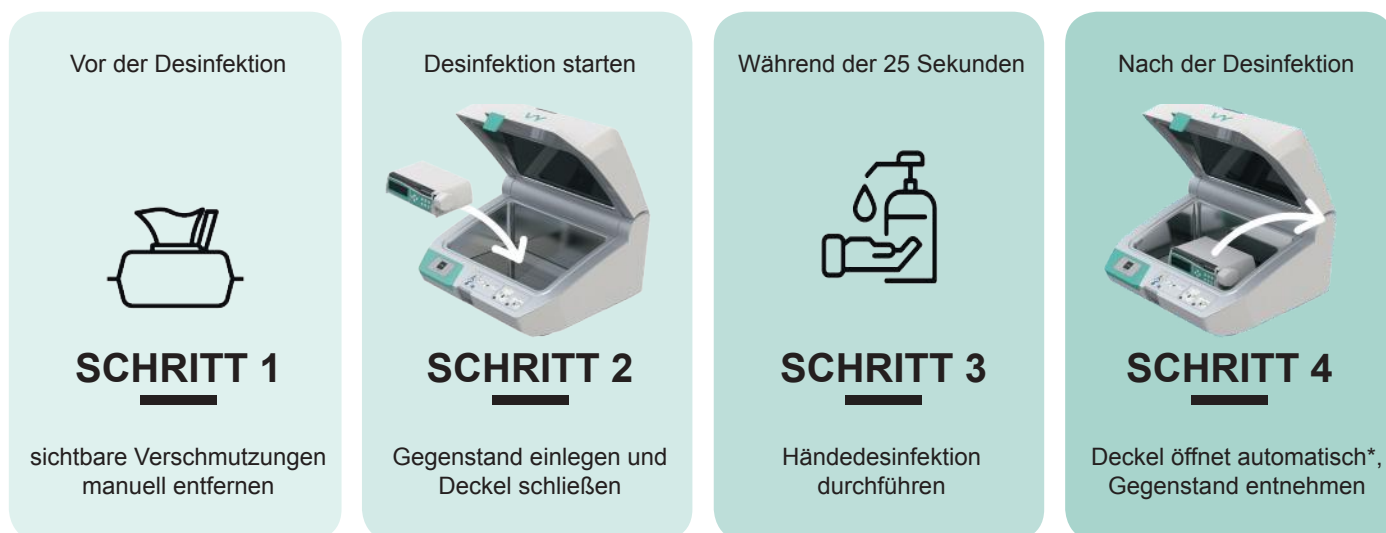 Vor der Desinfektion
SCHRITT 1
sichtbare Verschmutzungen
manuell entfernen
Desinfektion starten
SCHRITT 2
Gegenstand einlegen und
Deckel schließen
Während der 25 Sekunden
SCHRITT 3
Händedesinfektion
durchführen
Nach der Desinfektion
SCHRITT 4
Deckel öffnet automatisch*,
Gegenstand entnehmen